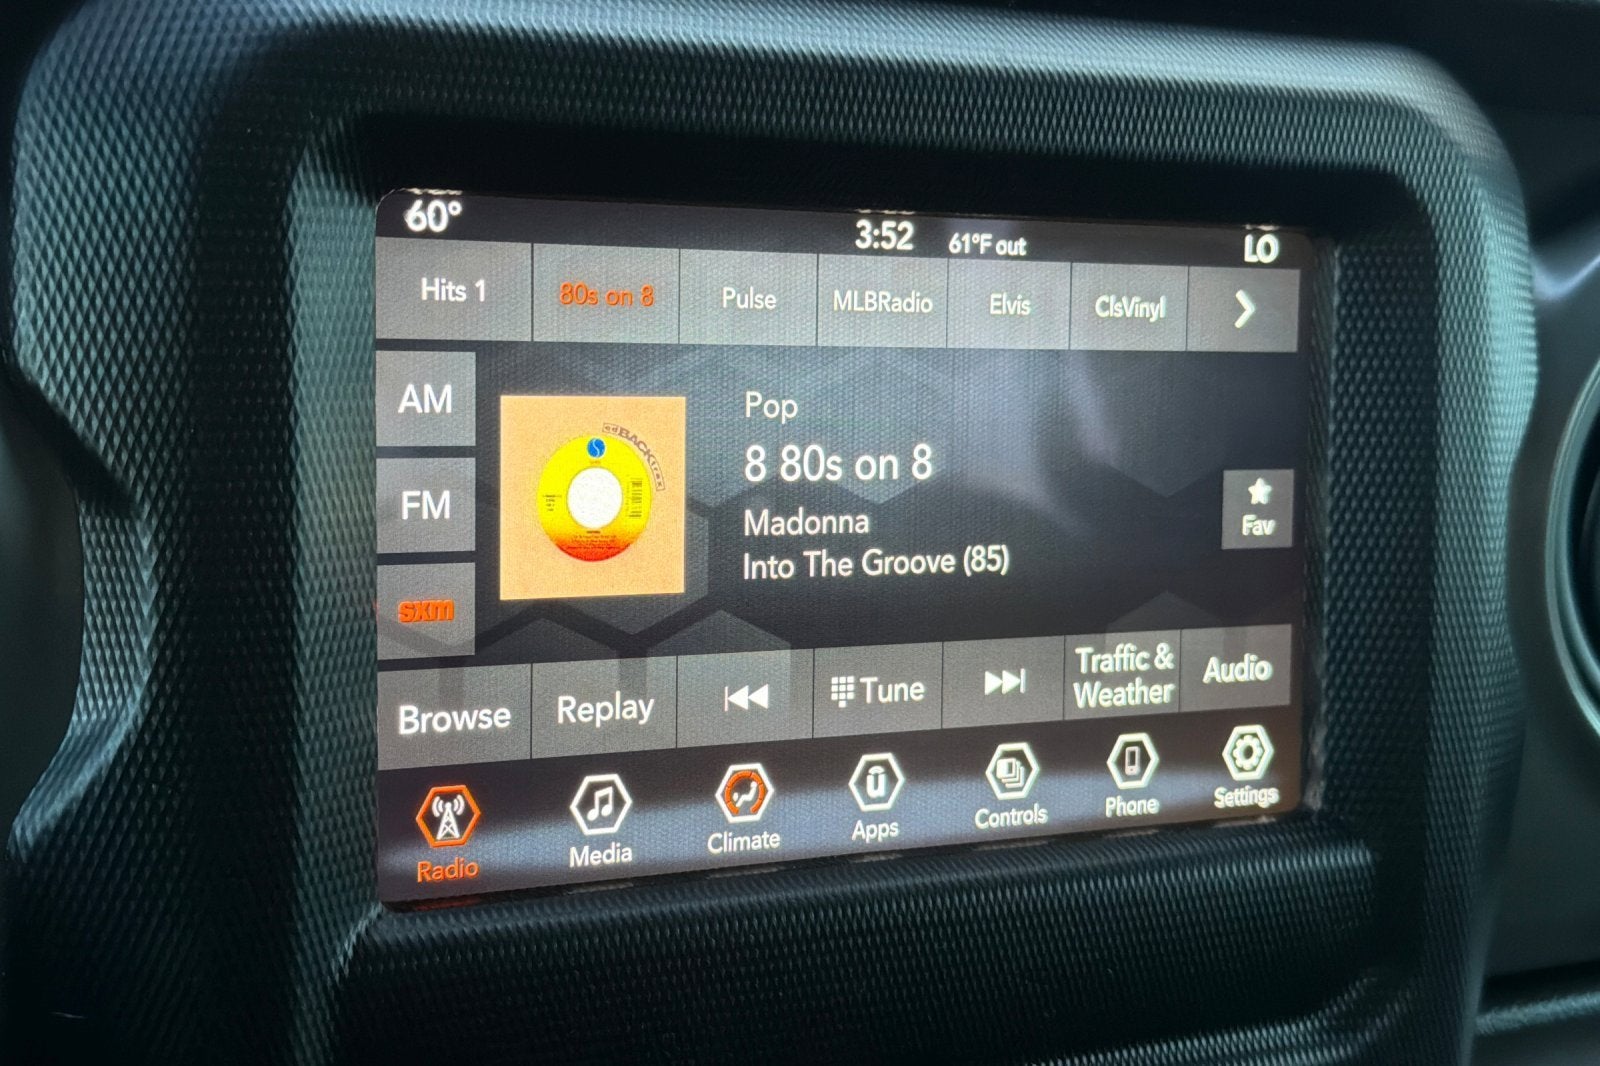 60°
3:52 61°F out
LO
Hits 1
80s on 8
Pulse
MLBRadio
Elvis
ClsVinyl
AM
FM
sxm
BACKtrax
Pop
8 80s on 8
Madonna
Into The Groove (85)
Fav
Browse
Replay
Tune
Traffic &
Weather
Audio
Radio
Media
Climate
Apps
Controls
Phone
Settings